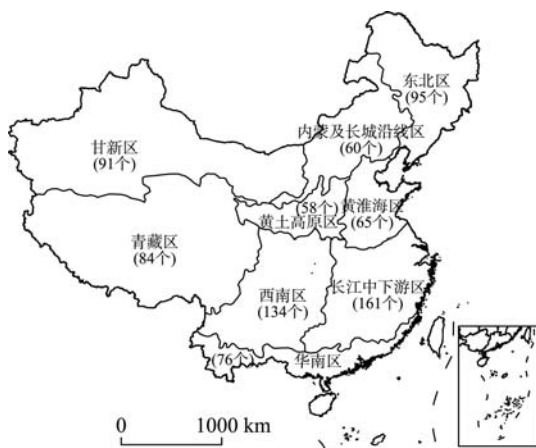 东北区
(95个)
内蒙及长城沿线区
(60个)
甘新区
(91个)
(58个)
黄土高原区
黄淮海区
(65个)
青藏区
(84个)
西南区
(134个)
长江中下游区
(161个)
(76个)
华南区
0 1000 km